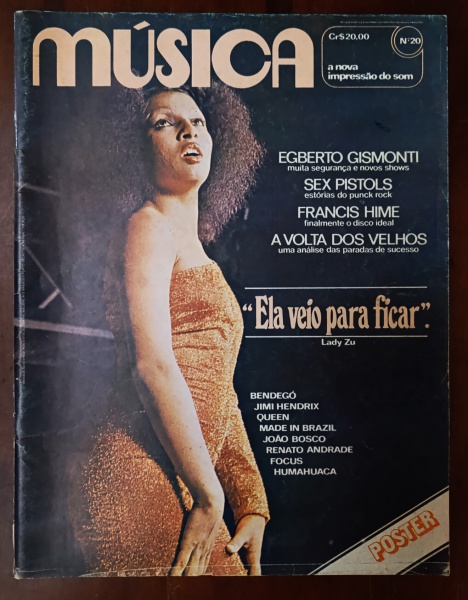 MÚSICA
Cr$20,00
Nº20
a nova
impressão do som
EGBERTO GISMONTI
muita segurança e novos shows
SEX PISTOLS
estórias do punck rock
FRANCIS HIME
finalmente o disco ideal
A VOLTA DOS VELHOS
uma análise das paradas de sucesso
“Ela veio para ficar”.
Lady Zu
BENDEGÓ
JIMI HENDRIX
QUEEN
MADE IN BRAZIL
JOÃO BOSCO
RENATO ANDRADE
FOCUS
HUMAHUACA
POSTER